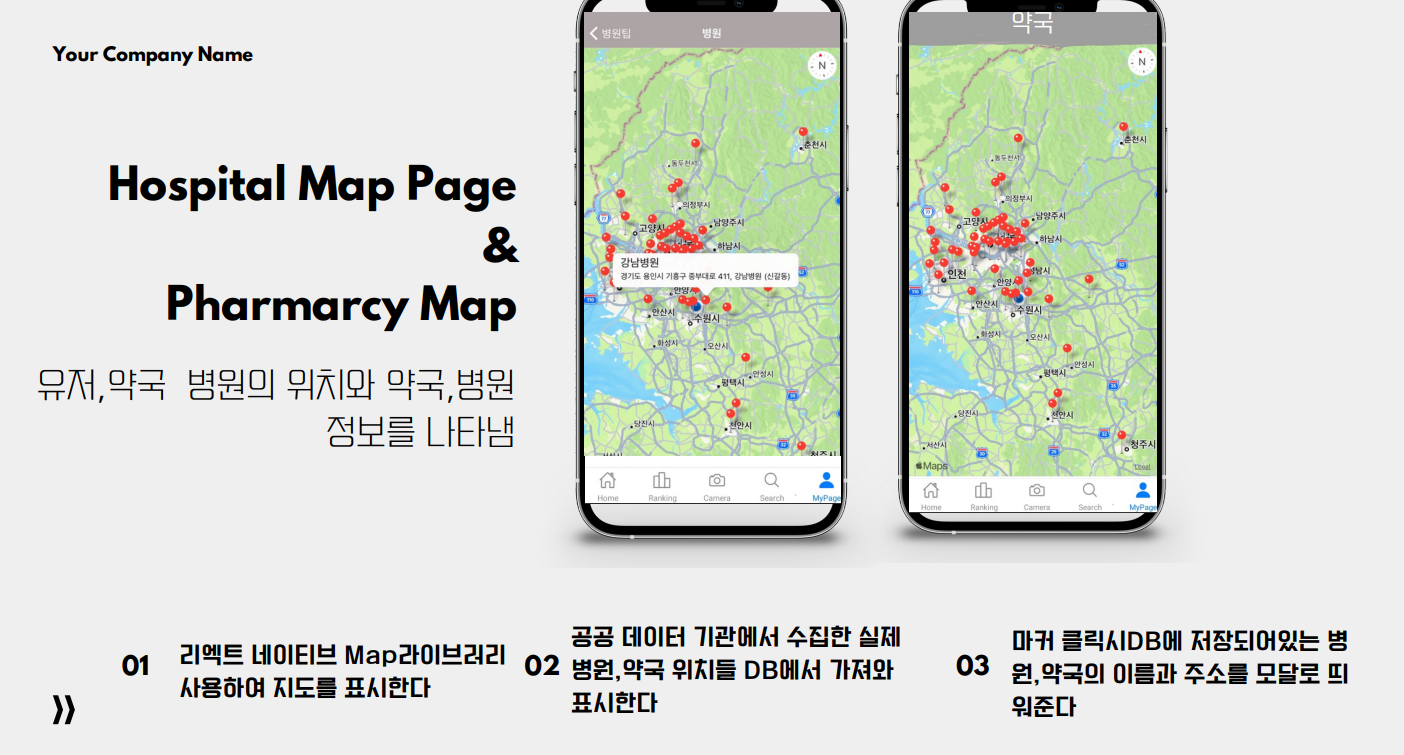 Your Company Name
Hospital Map Page
&
Pharmarcy Map
유저,약국 병원의 위치와 약국,병원
정보를 나타냄
병원팁
병원
N
춘천시
동두천시
의정부시
고양시
남양주시
하남시
강남병원
경기도 용인시 기흥구 중부대로 411, 강남병원 (신갈동)
안양시
안산시
수원시
화성시
오산시
안성시
평택시
당진시
천안시
Home
Ranking
Camera
Search
MyPage
약국
N
춘천시
동두천시
의정부시
고양시
남양주시
하남시
인천
안양시
안산시
수원시
화성시
오산시
안성시
평택시
당진시
천안시
서산시
청주시
Maps
Legal
Home
Ranking
Camera
Search
MyPage
01
리엑트 네이티브 Map라이브러리
사용하여 지도를 표시한다
02
공공 데이터 기관에서 수집한 실제
병원,약국 위치들 DB에서 가져와
표시한다
03
마커 클릭시DB에 저장되어있는 병
원,약국의 이름과 주소를 모달로 띄
워준다